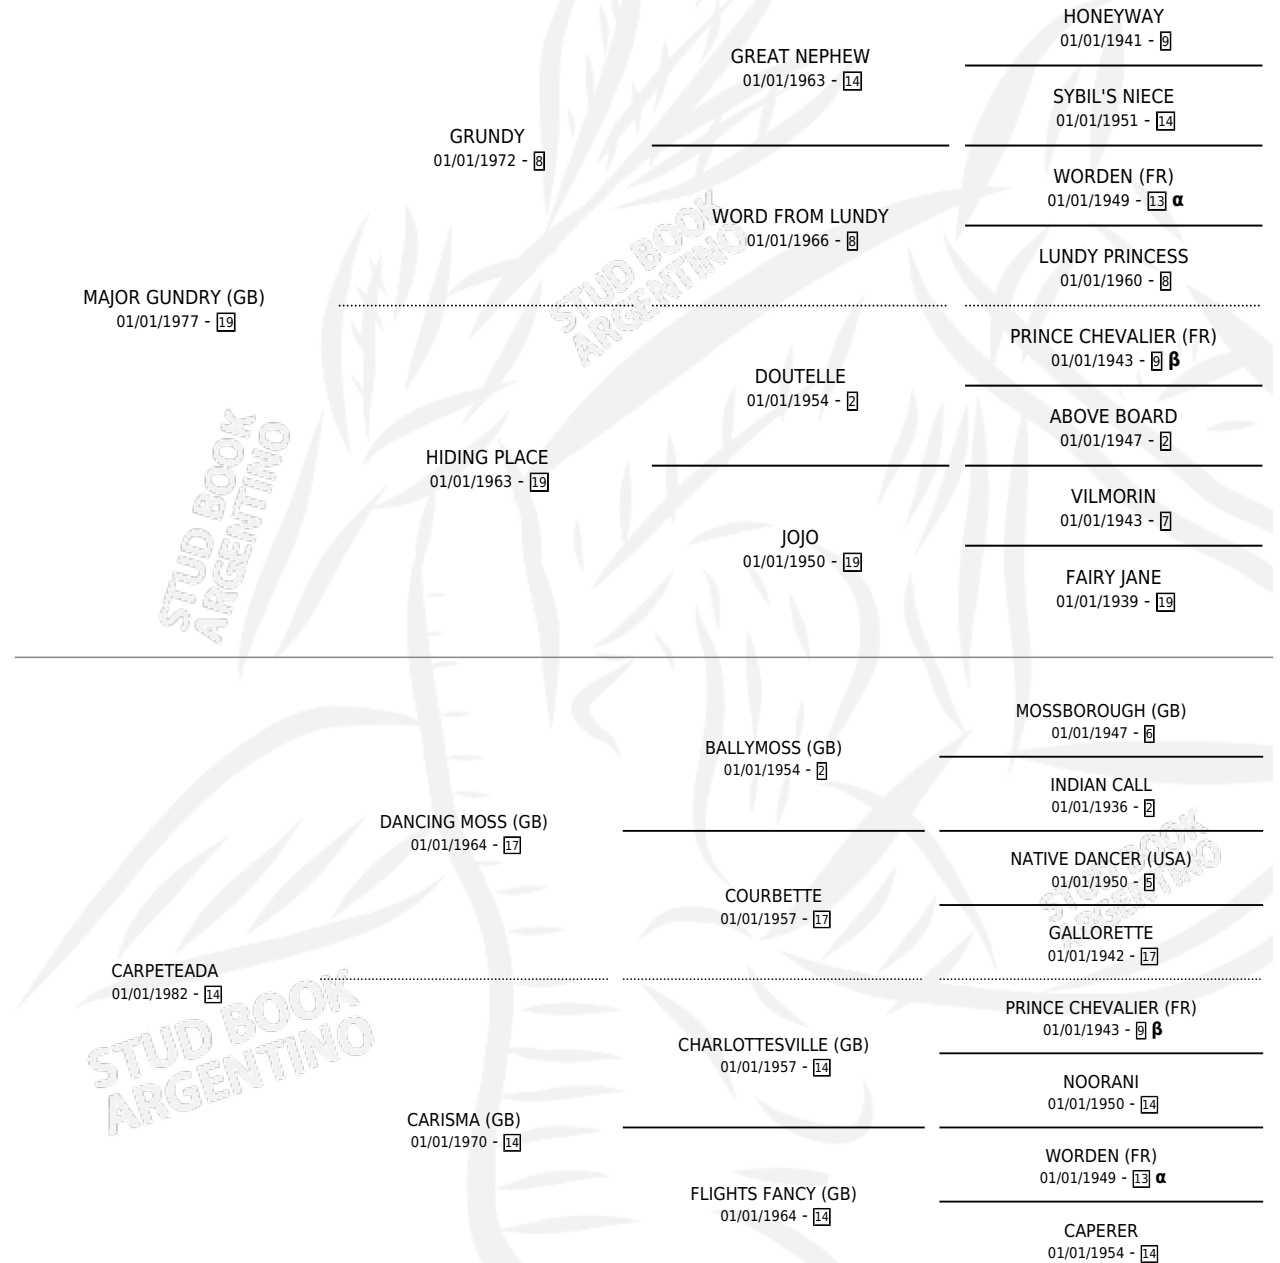 HONEYWAY
01/01/1941 - 9
GREAT NEPHEW
01/01/1963 - 14
SYBIL'S NIECE
01/01/1951 - 14
GRUNDY
01/01/1972 - 8
WORDEN (FR)
01/01/1949 - 13 α
WORD FROM LUNDY
01/01/1966 - 8
LUNDY PRINCESS
01/01/1960 - 8
MAJOR GUNDRY (GB)
01/01/1977 - 19
PRINCE CHEVALIER (FR)
01/01/1943 - 9 β
DOUTELLE
01/01/1954 - 2
ABOVE BOARD
01/01/1947 - 2
HIDING PLACE
01/01/1963 - 19
VILMORIN
01/01/1943 - 7
JOJO
01/01/1950 - 19
FAIRY JANE
01/01/1939 - 19
STUD BOOK
ARGENTINO
STUD BOOK
ARGENTINO
MOSSBOROUGH (GB)
01/01/1947 - 6
BALLYMOSS (GB)
01/01/1954 - 2
INDIAN CALL
01/01/1936 - 2
DANCING MOSS (GB)
01/01/1964 - 17
NATIVE DANCER (USA)
01/01/1950 - 5
COURBETTE
01/01/1957 - 17
GALLORETTE
01/01/1942 - 17
CARPETEADA
01/01/1982 - 14
PRINCE CHEVALIER (FR)
01/01/1943 - 9 β
CHARLOTTESVILLE (GB)
01/01/1957 - 14
NOORANI
01/01/1950 - 14
CARISMA (GB)
01/01/1970 - 14
WORDEN (FR)
01/01/1949 - 13 α
FLIGHTS FANCY (GB)
01/01/1964 - 14
CAPERER
01/01/1954 - 14
STUD BOOK
ARGENTINO
STUD BOOK
ARGENTINO